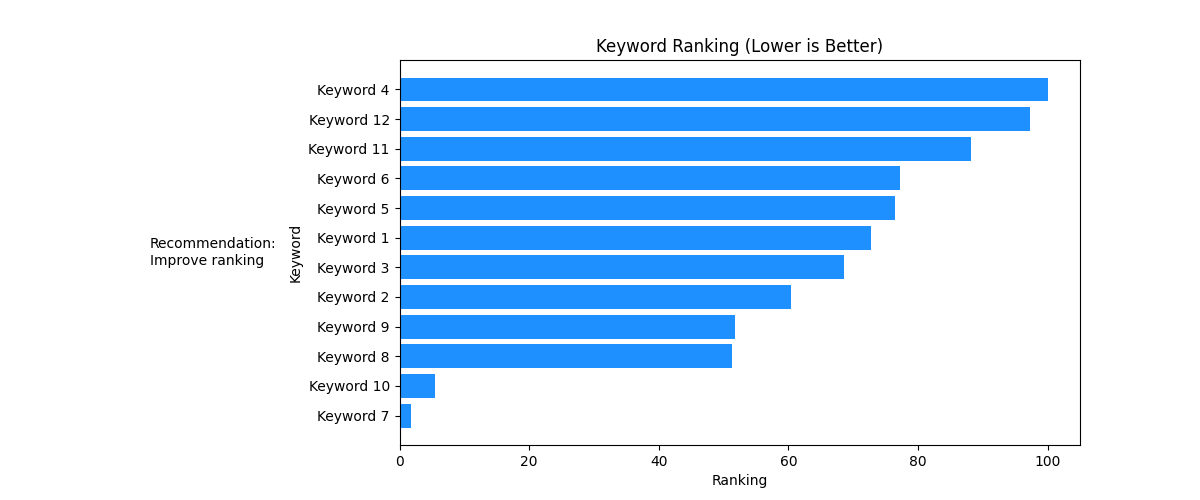 Keyword Ranking (Lower is Better)
Recommendation:
Improve ranking
Keyword
Keyword 4
Keyword 12
Keyword 11
Keyword 6
Keyword 5
Keyword 1
Keyword 3
Keyword 2
Keyword 9
Keyword 8
Keyword 10
Keyword 7
0 20 40 60 80 100
Ranking